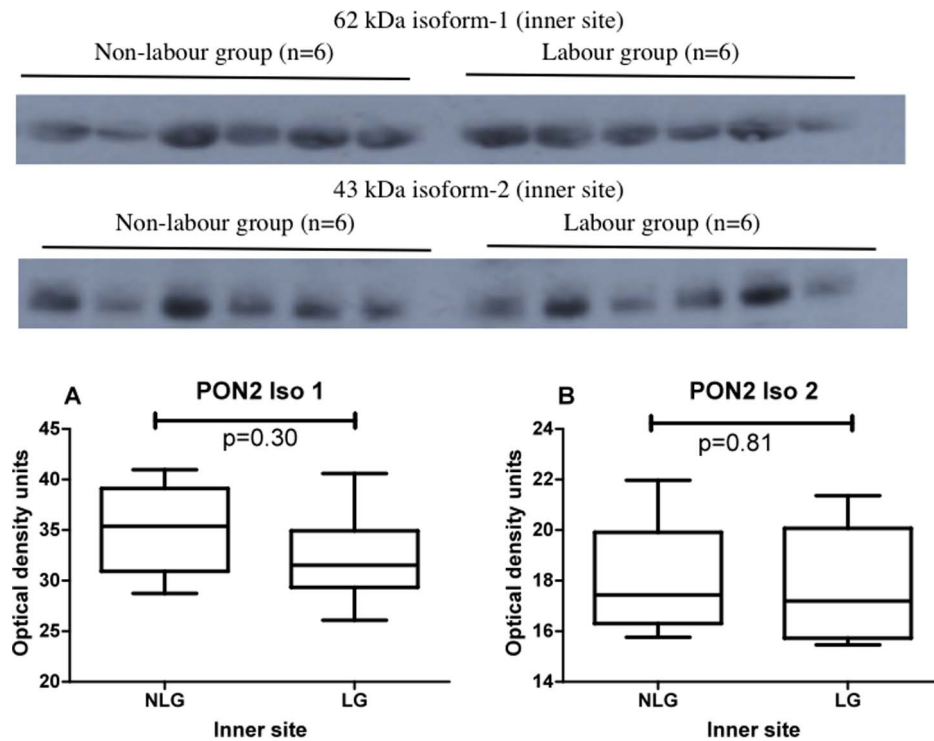 62 kDa isoform-1 (inner site)
Non-labour group (n=6) Labour group (n=6)
43 kDa isoform-2 (inner site)
Non-labour group (n=6) Labour group (n=6)
A PON2 Iso 1
p=0.30
Optical density units
45
40
35
30
25
20
NLG LG
Inner site
B PON2 Iso 2
p=0.81
Optical density units
24
22
20
18
16
14
NLG LG
Inner site